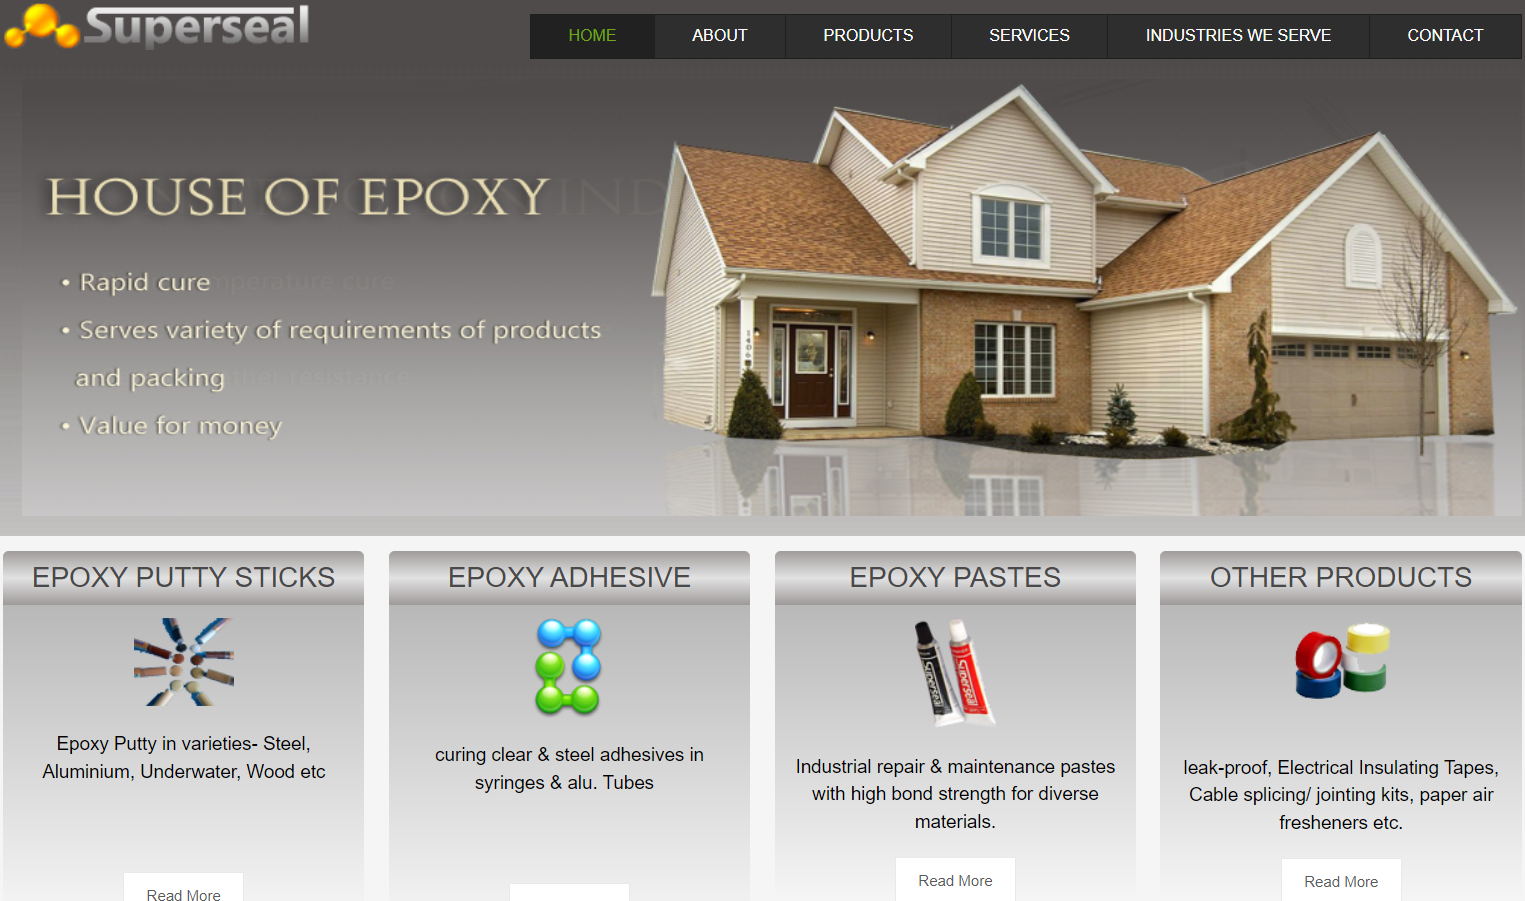 Superseal
HOME
ABOUT
PRODUCTS
SERVICES
INDUSTRIES WE SERVE
CONTACT
HOUSE OF EPOXY
• Rapid cure
• Serves variety of requirements of products
and packing
• Value for money
EPOXY PUTTY STICKS
Epoxy Putty in varieties- Steel,
Aluminium, Underwater, Wood etc
Read More
EPOXY ADHESIVE
curing clear & steel adhesives in
syringes & alu. Tubes
EPOXY PASTES
Superseal
Superseal
Industrial repair & maintenance pastes
with high bond strength for diverse
materials.
Read More
OTHER PRODUCTS
leak-proof, Electrical Insulating Tapes,
Cable splicing/ jointing kits, paper air
fresheners etc.
Read More